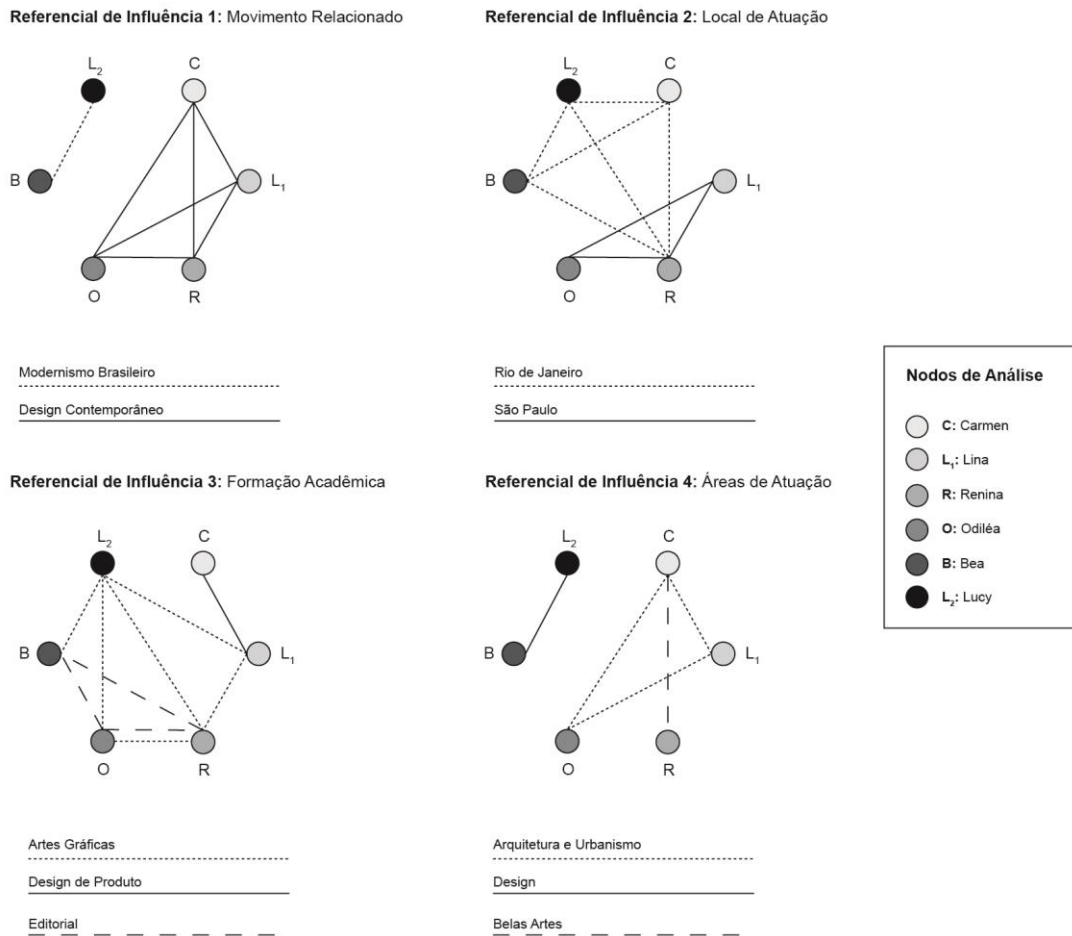 Referencial de Influência 1: Movimento Relacionado
L₂
C
B
L₁
O
R
Modernismo Brasileiro
Design Contemporâneo
Referencial de Influência 2: Local de Atuação
L₂
C
B
L₁
O
R
Rio de Janeiro
São Paulo
Referencial de Influência 3: Formação Acadêmica
L₂
C
B
L₁
O
R
Artes Gráficas
Design de Produto
Editorial
Referencial de Influência 4: Áreas de Atuação
L₂
C
B
L₁
O
R
Arquitetura e Urbanismo
Design
Belas Artes
Nodos de Análise
C: Carmen
L₁: Lina
R: Renina
O: Odiléa
B: Bea
L₂: Lucy